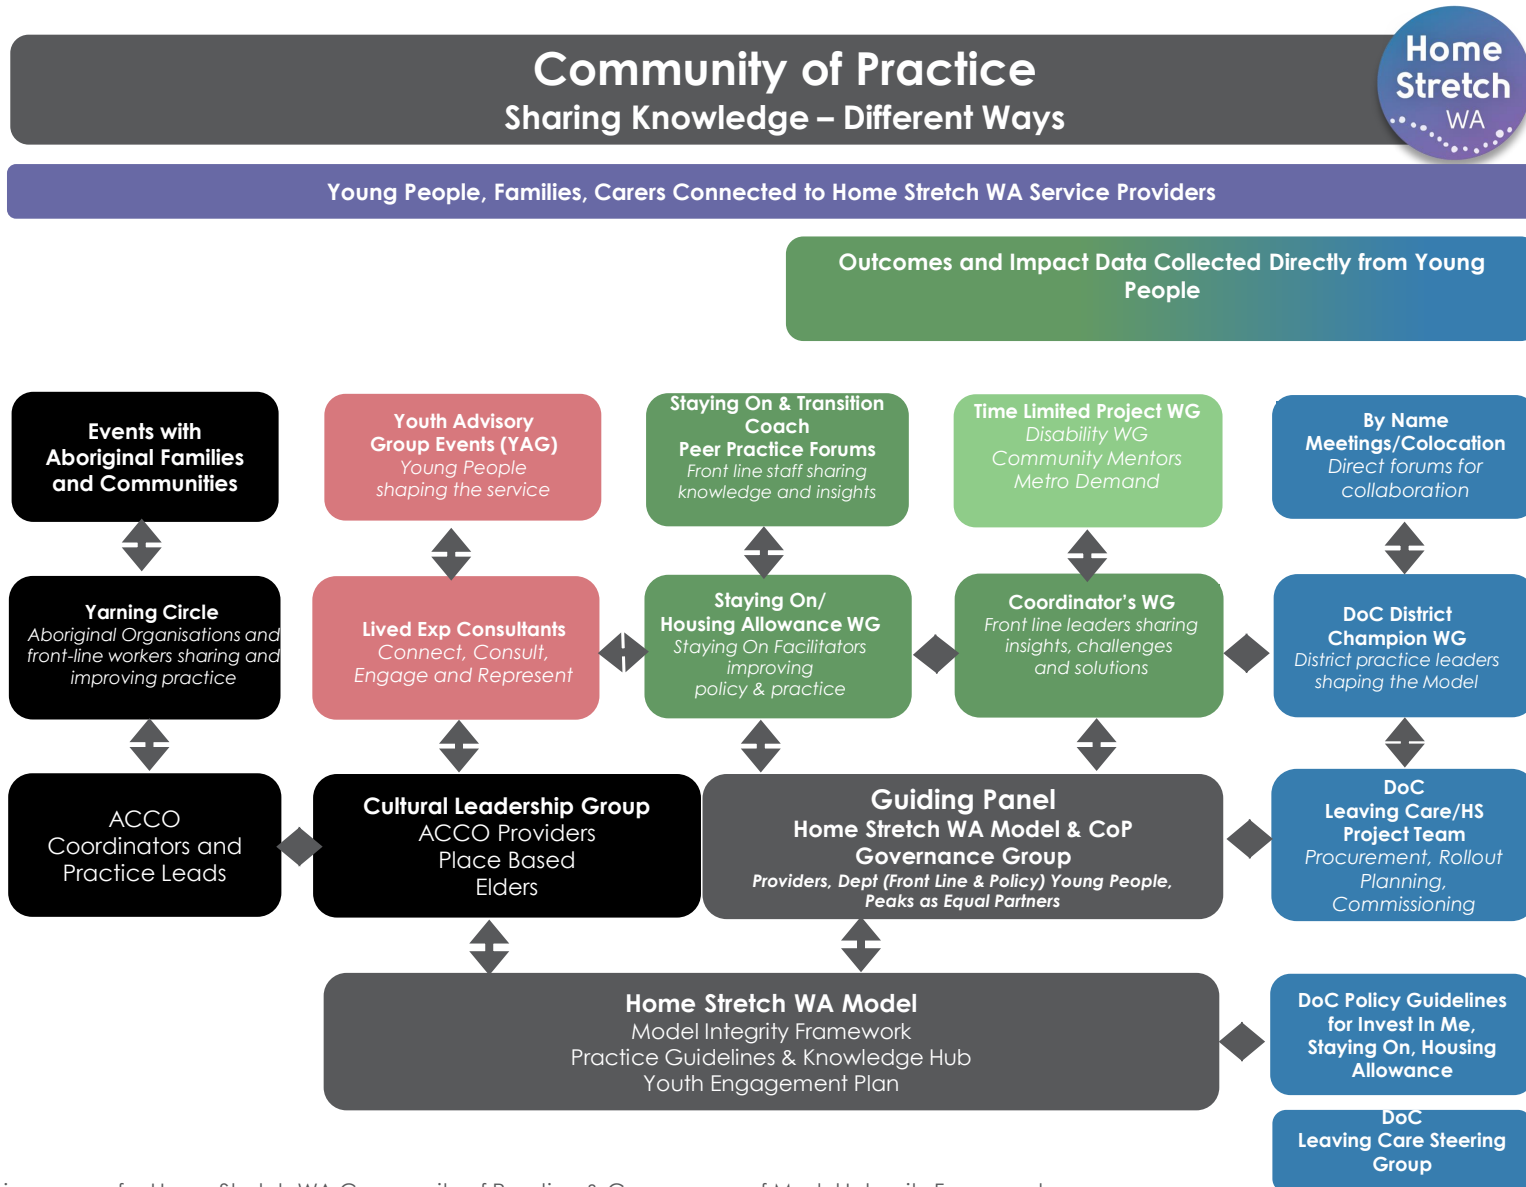 Community of Practice
Sharing Knowledge – Different Ways
Home
Stretch
WA
Young People, Families, Carers Connected to Home Stretch WA Service Providers
Outcomes and Impact Data Collected Directly from Young
People
Events with
Aboriginal Families
and Communities
Youth Advisory
Group Events (YAG)
Young People
shaping the service
Staying On & Transition
Coach
Peer Practice Forums
Front line staff sharing
knowledge and insights
Time Limited Project WG
Disability WG
Community Mentors
Metro Demand
By Name
Meetings/Colocation
Direct forums for
collaboration
Yarning Circle
Aboriginal Organisations and
front-line workers sharing and
improving practice
Lived Exp Consultants
Connect, Consult,
Engage and Represent
Staying On/
Housing Allowance WG
Staying On Facilitators
improving
policy & practice
Coordinator's WG
Front line leaders sharing
insights, challenges
and solutions
DoC District
Champion WG
District practice leaders
shaping the Model
ACCO
Coordinators and
Practice Leads
Cultural Leadership Group
ACCO Providers
Place Based
Elders
Guiding Panel
Home Stretch WA Model & CoP
Governance Group
Providers, Dept (Front Line & Policy) Young People,
Peaks as Equal Partners
DoC
Leaving Care/HS
Project Team
Procurement, Rollout
Planning,
Commissioning
Home Stretch WA Model
Model Integrity Framework
Practice Guidelines & Knowledge Hub
Youth Engagement Plan
DoC Policy Guidelines
for Invest In Me,
Staying On, Housing
Allowance
DoC
Leaving Care Steering
Group